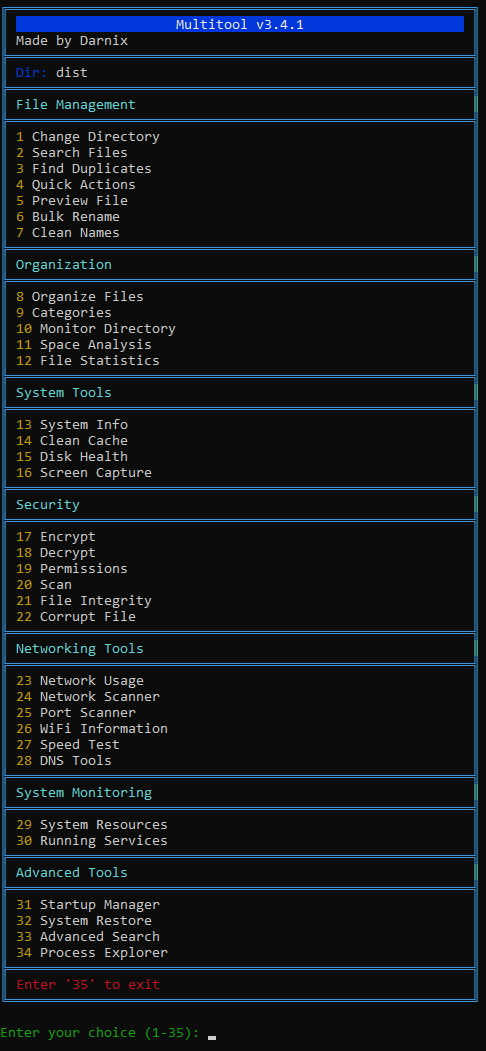 Multitool v3.4.1
Made by Darnix
Dir: dist
File Management
1 Change Directory
2 Search Files
3 Find Duplicates
4 Quick Actions
5 Preview File
6 Bulk Rename
7 Clean Names
Organization
8 Organize Files
9 Categories
10 Monitor Directory
11 Space Analysis
12 File Statistics
System Tools
13 System Info
14 Clean Cache
15 Disk Health
16 Screen Capture
Security
17 Encrypt
18 Decrypt
19 Permissions
20 Scan
21 File Integrity
22 Corrupt File
Networking Tools
23 Network Usage
24 Network Scanner
25 Port Scanner
26 WiFi Information
27 Speed Test
28 DNS Tools
System Monitoring
29 System Resources
30 Running Services
Advanced Tools
31 Startup Manager
32 System Restore
33 Advanced Search
34 Process Explorer
Enter '35' to exit
Enter your choice (1-35):